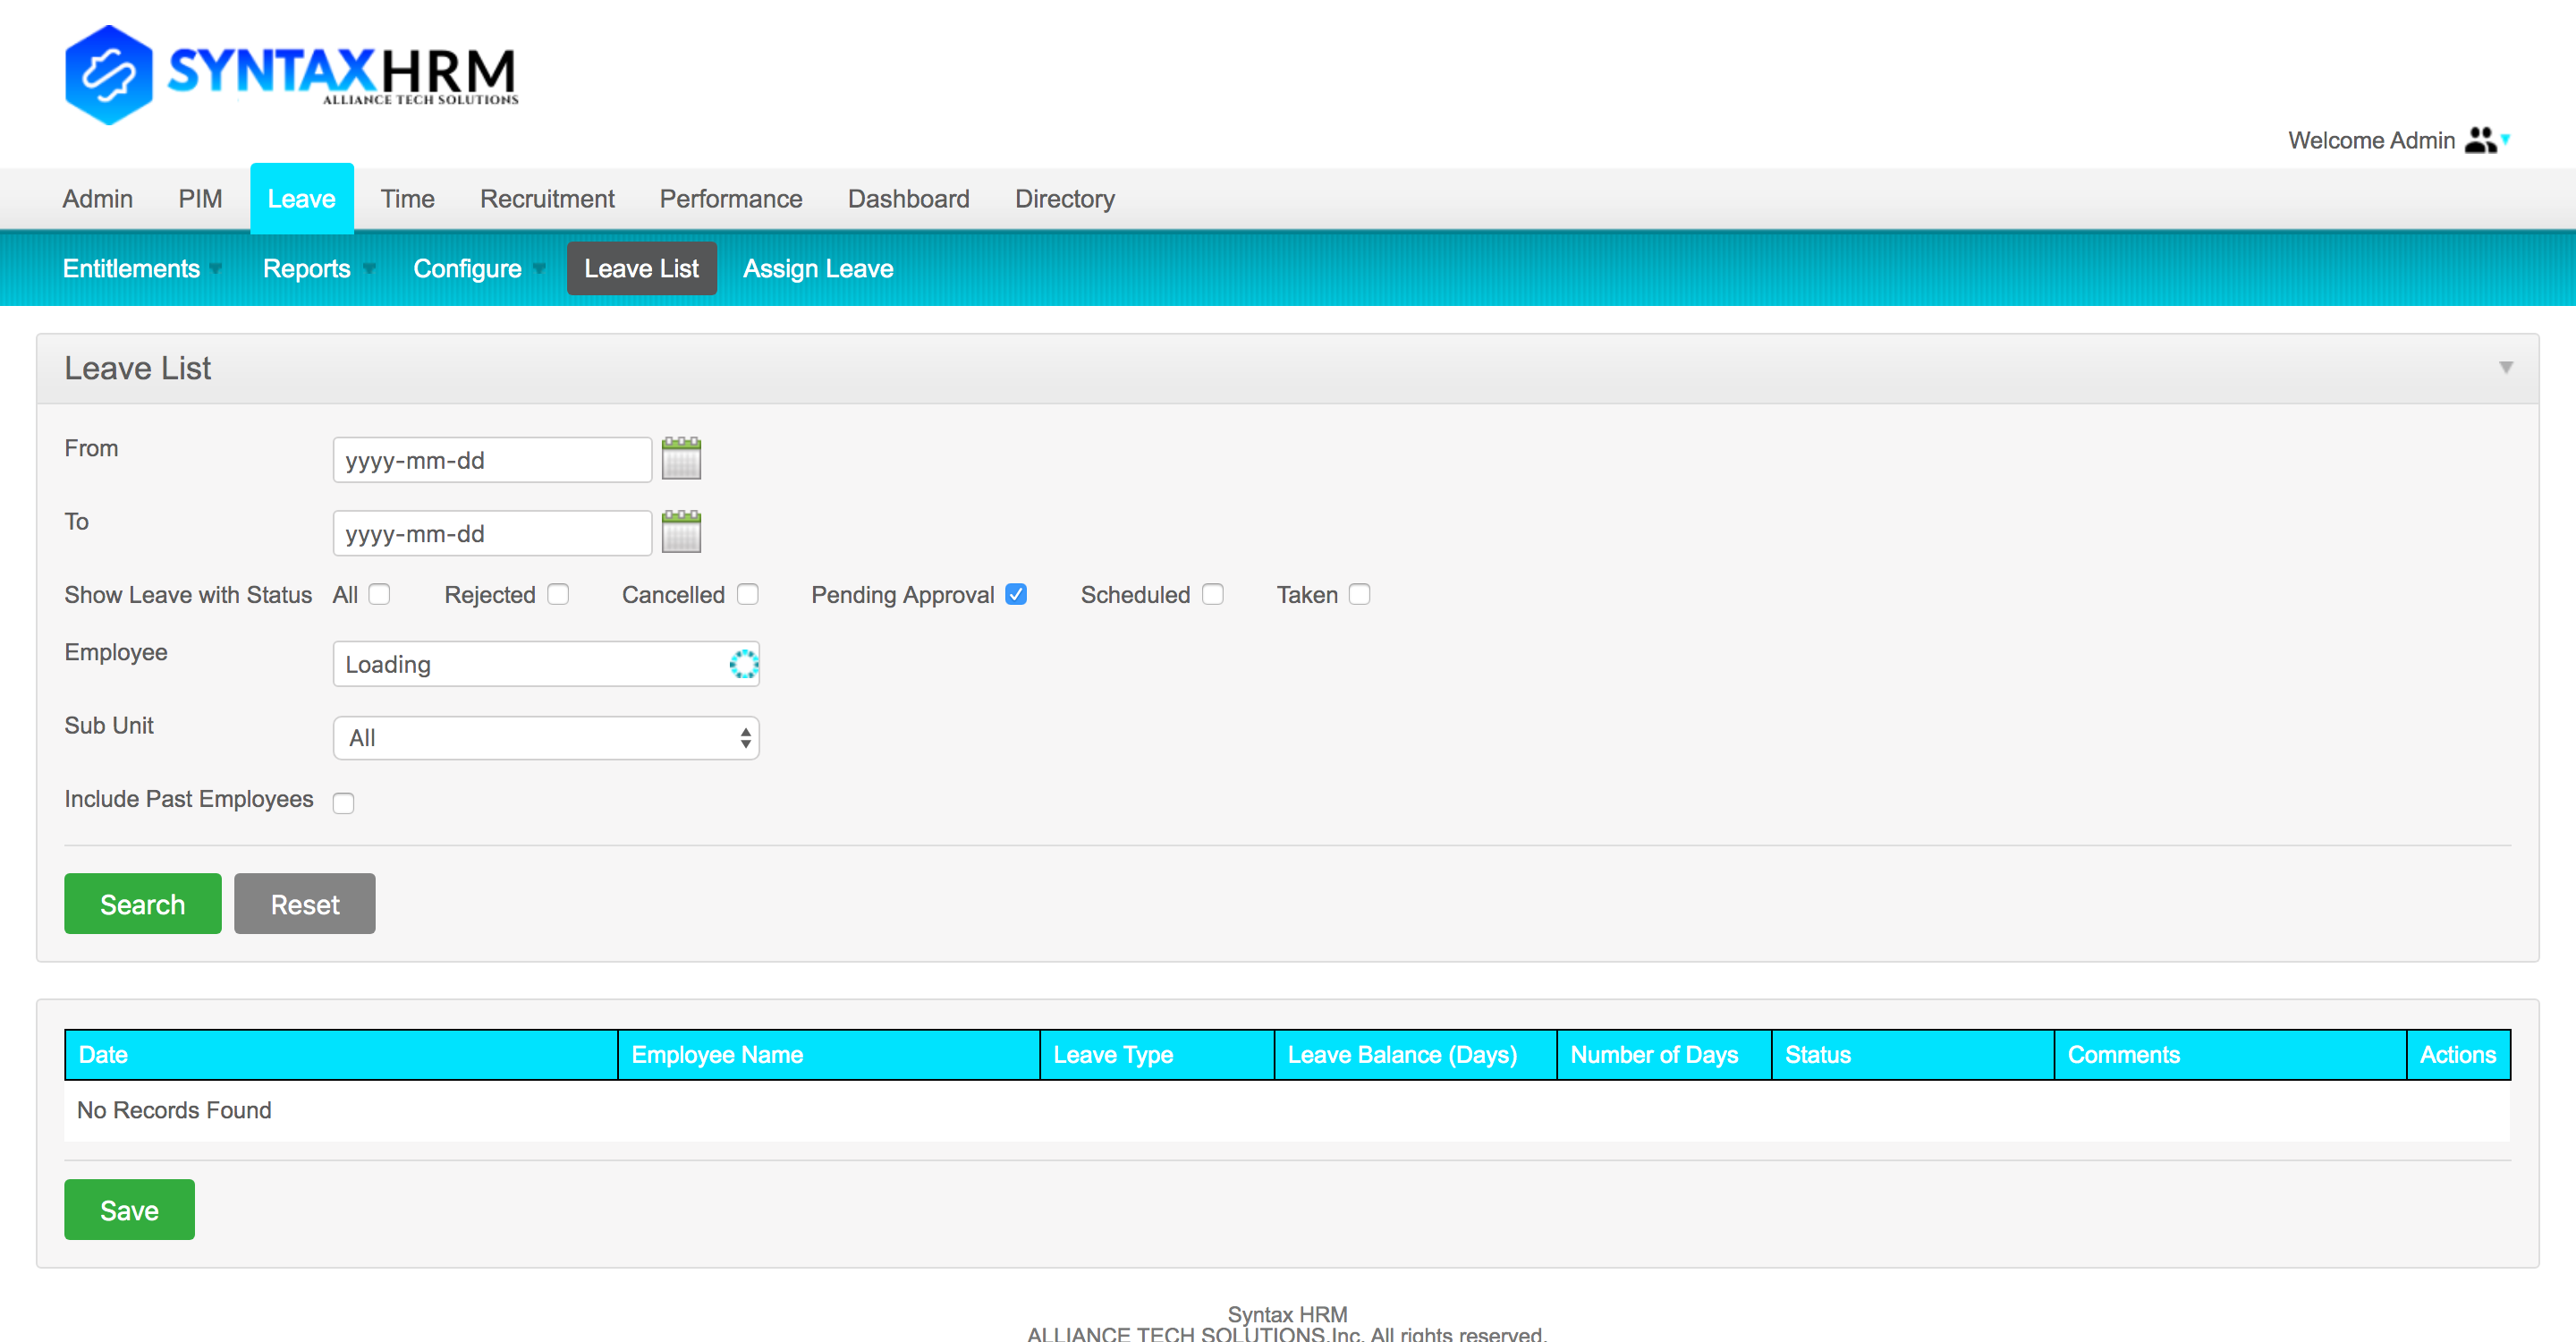 SYNTAXHRM
ALLIANCE TECH SOLUTIONS
Welcome Admin
Admin PIM Leave Time Recruitment Performance Dashboard Directory
Entitlements Reports Configure Leave List Assign Leave
Leave List
From yyyy-mm-dd
To yyyy-mm-dd
Show Leave with Status All Rejected Cancelled Pending Approval Scheduled Taken
Employee Loading
Sub Unit All
Include Past Employees
Search Reset
Date Employee Name Leave Type Leave Balance (Days) Number of Days Status Comments Actions
No Records Found
Save
Syntax HRM
ALLIANCE TECH SOLUTIONS,Inc. All rights reserved.